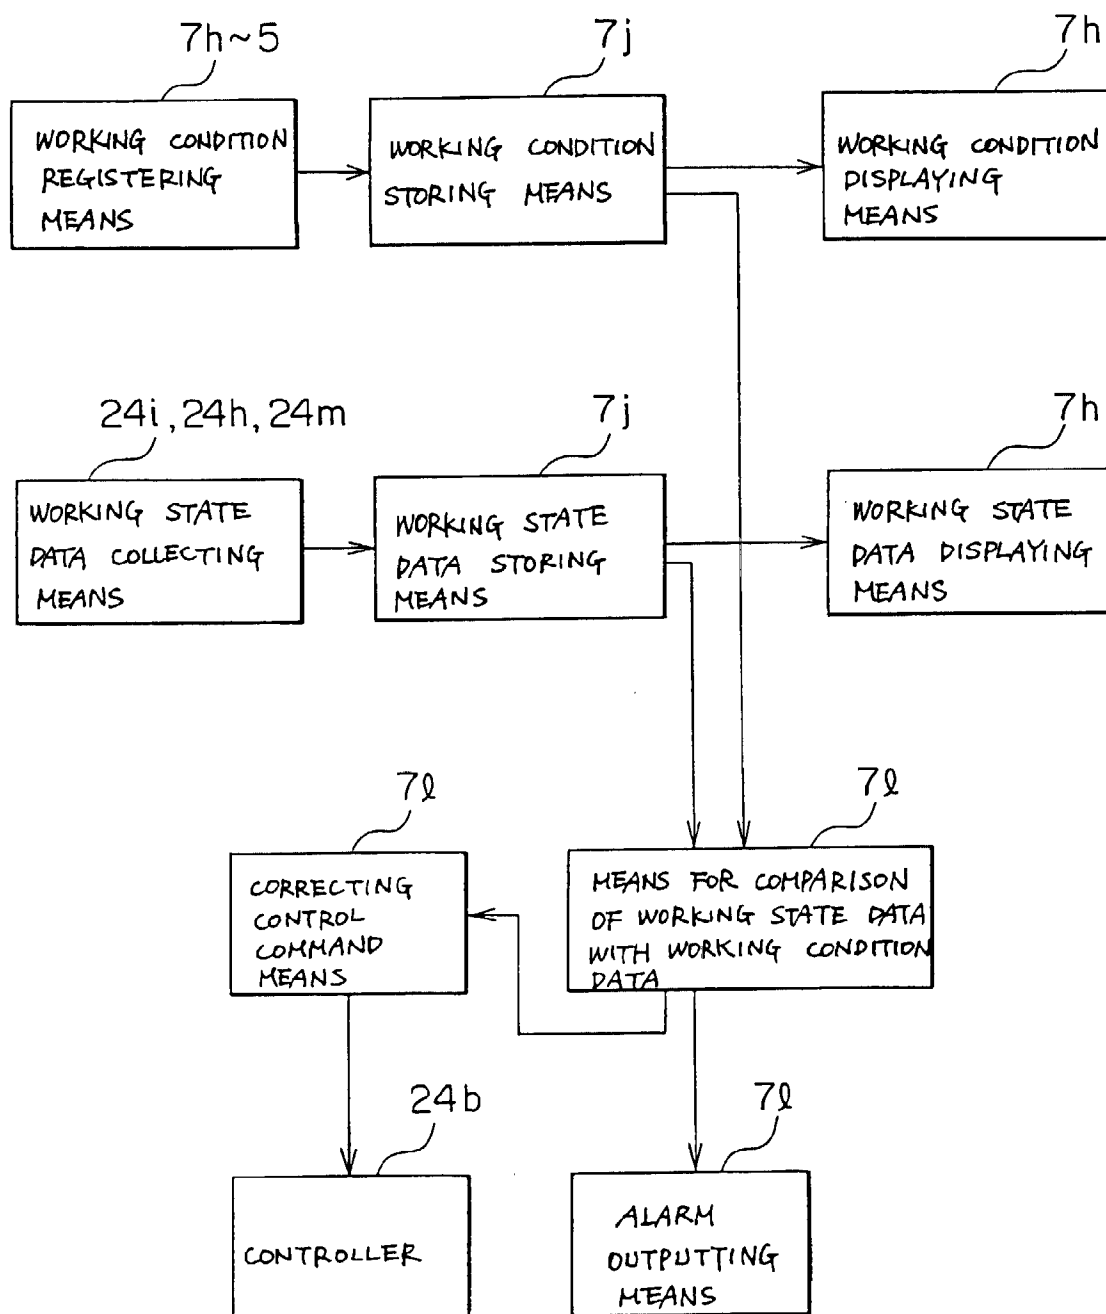 7h~5
WORKING CONDITION
REGISTERING
MEANS
7j
WORKING CONDITION
STORING MEANS
7h
WORKING CONDITION
DISPLAYING
MEANS
24i, 24h, 24m
WORKING STATE
DATA COLLECTING
MEANS
7j
WORKING STATE
DATA STORING
MEANS
7h
WORKING STATE
DATA DISPLAYING
MEANS
7ℓ
CORRECTING
CONTROL
COMMAND
MEANS
7ℓ
MEANS FOR COMPARISON
OF WORKING STATE DATA
WITH WORKING CONDITION
DATA
24b
CONTROLLER
7ℓ
ALARM
OUTPUTTING
MEANS